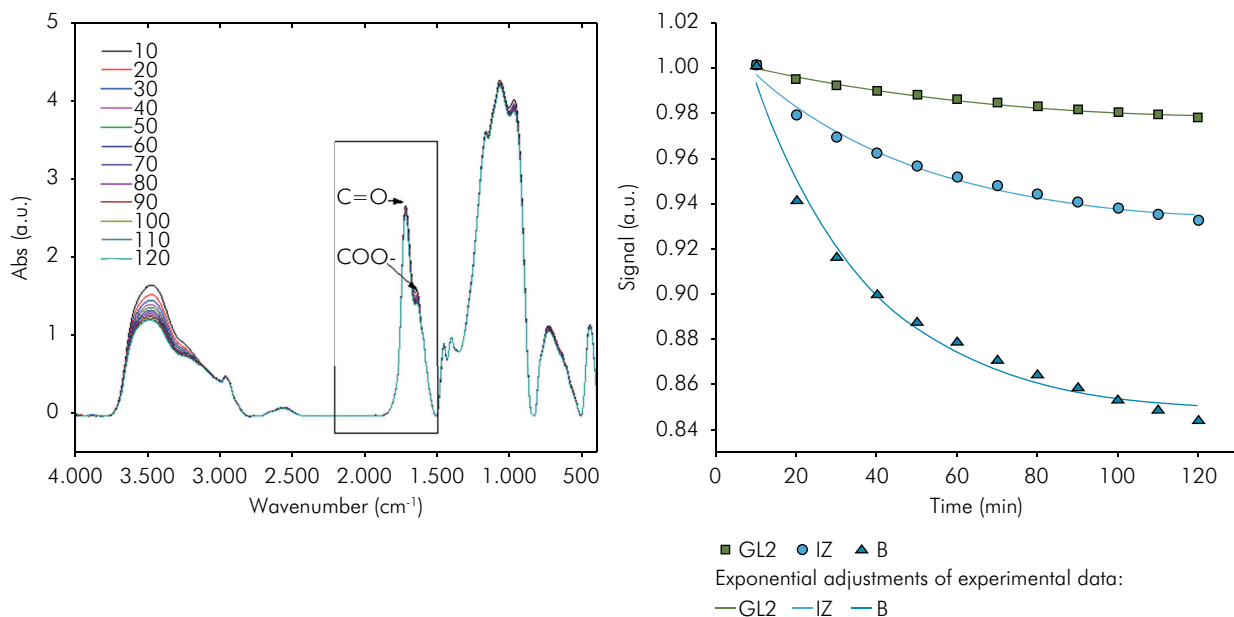 5
4
3
2
1
0
Abs (a.u.)
10
20
30
40
50
60
70
80
90
100
110
120
C=O
COO-
4.000 3.500 3.000 2.500 2.000 1.500 1.000 500
Wavenumber (cm-1)
1.02
1.00
0.98
0.96
0.94
0.92
0.90
0.88
0.86
0.84
Signal (a.u.)
0 20 40 60 80 100 120
Time (min)
GL2 IZ B
Exponential adjustments of experimental data:
GL2 IZ B